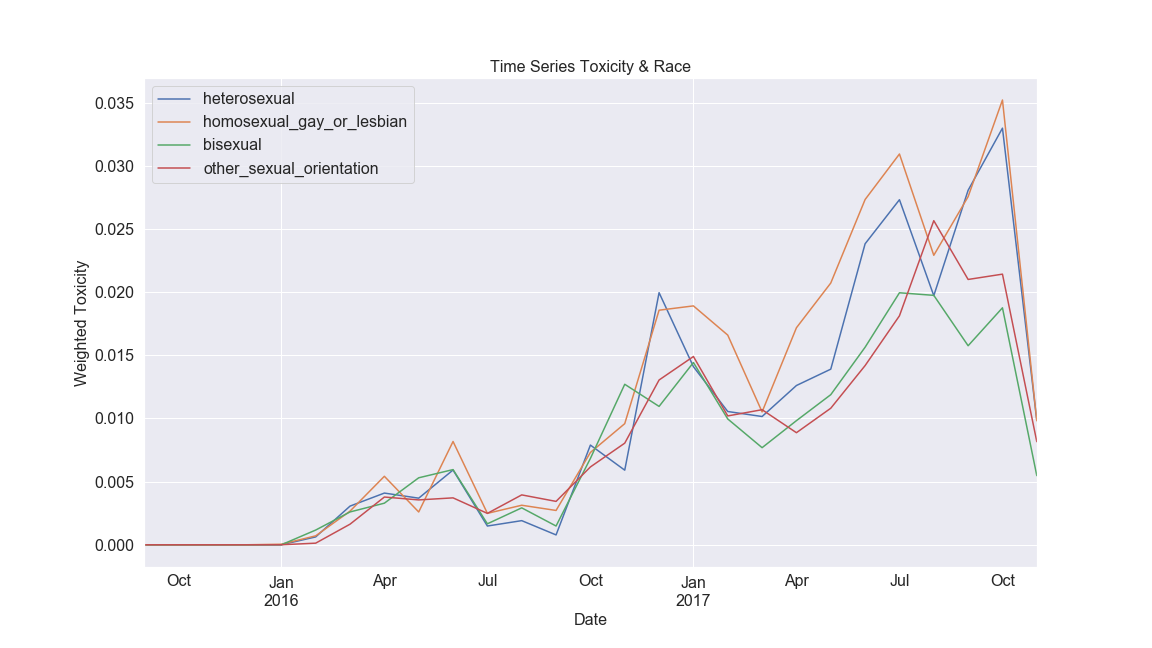 Time Series Toxicity & Race
heterosexual
homosexual_gay_or_lesbian
bisexual
other_sexual_orientation
0.035
0.030
0.025
0.020
0.015
0.010
0.005
0.000
Weighted Toxicity
Oct Jan Apr Jul Oct Jan Apr Jul Oct
2016 2017
Date